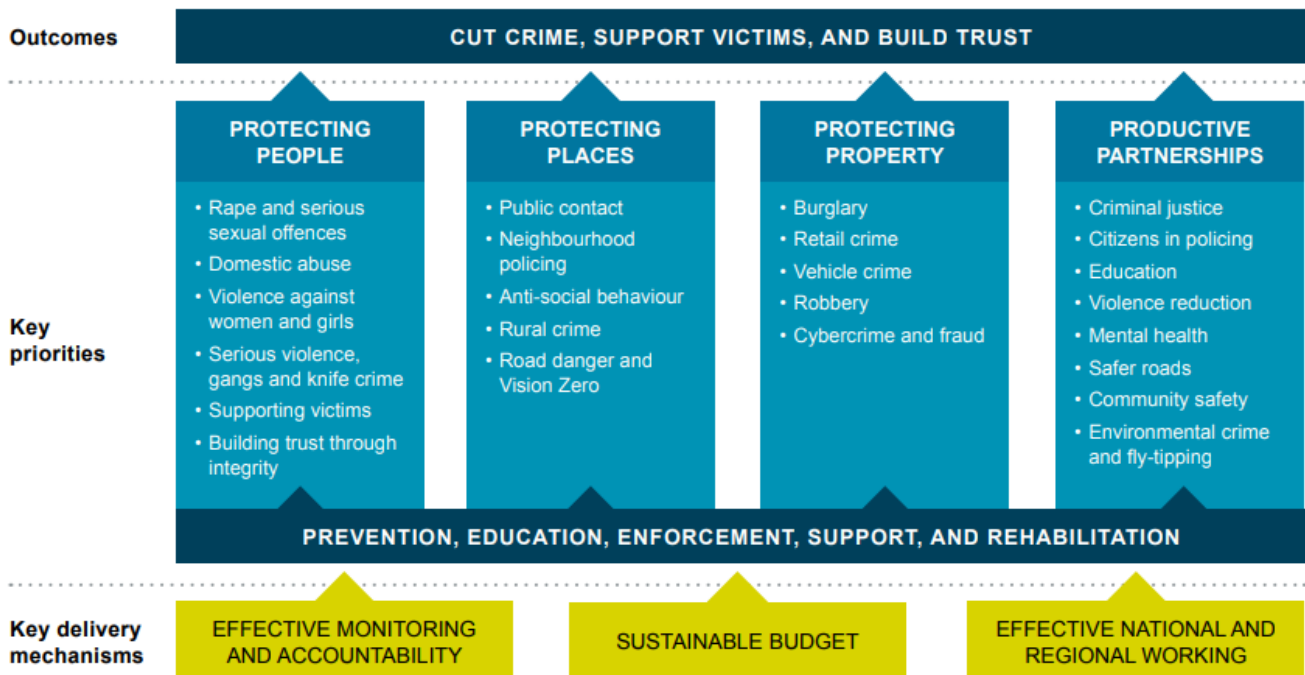 Outcomes
CUT CRIME, SUPPORT VICTIMS, AND BUILD TRUST
Key
priorities
PROTECTING
PEOPLE
• Rape and serious
sexual offences
• Domestic abuse
• Violence against
women and girls
• Serious violence,
gangs and knife crime
• Supporting victims
• Building trust through
integrity
PROTECTING
PLACES
• Public contact
• Neighbourhood
policing
• Anti-social behaviour
• Rural crime
• Road danger and
Vision Zero
PROTECTING
PROPERTY
• Burglary
• Retail crime
• Vehicle crime
• Robbery
• Cybercrime and fraud
PRODUCTIVE
PARTNERSHIPS
• Criminal justice
• Citizens in policing
• Education
• Violence reduction
• Mental health
• Safer roads
• Community safety
• Environmental crime
and fly-tipping
PREVENTION, EDUCATION, ENFORCEMENT, SUPPORT, AND REHABILITATION
Key delivery
mechanisms
EFFECTIVE MONITORING
AND ACCOUNTABILITY
SUSTAINABLE BUDGET
EFFECTIVE NATIONAL AND
REGIONAL WORKING